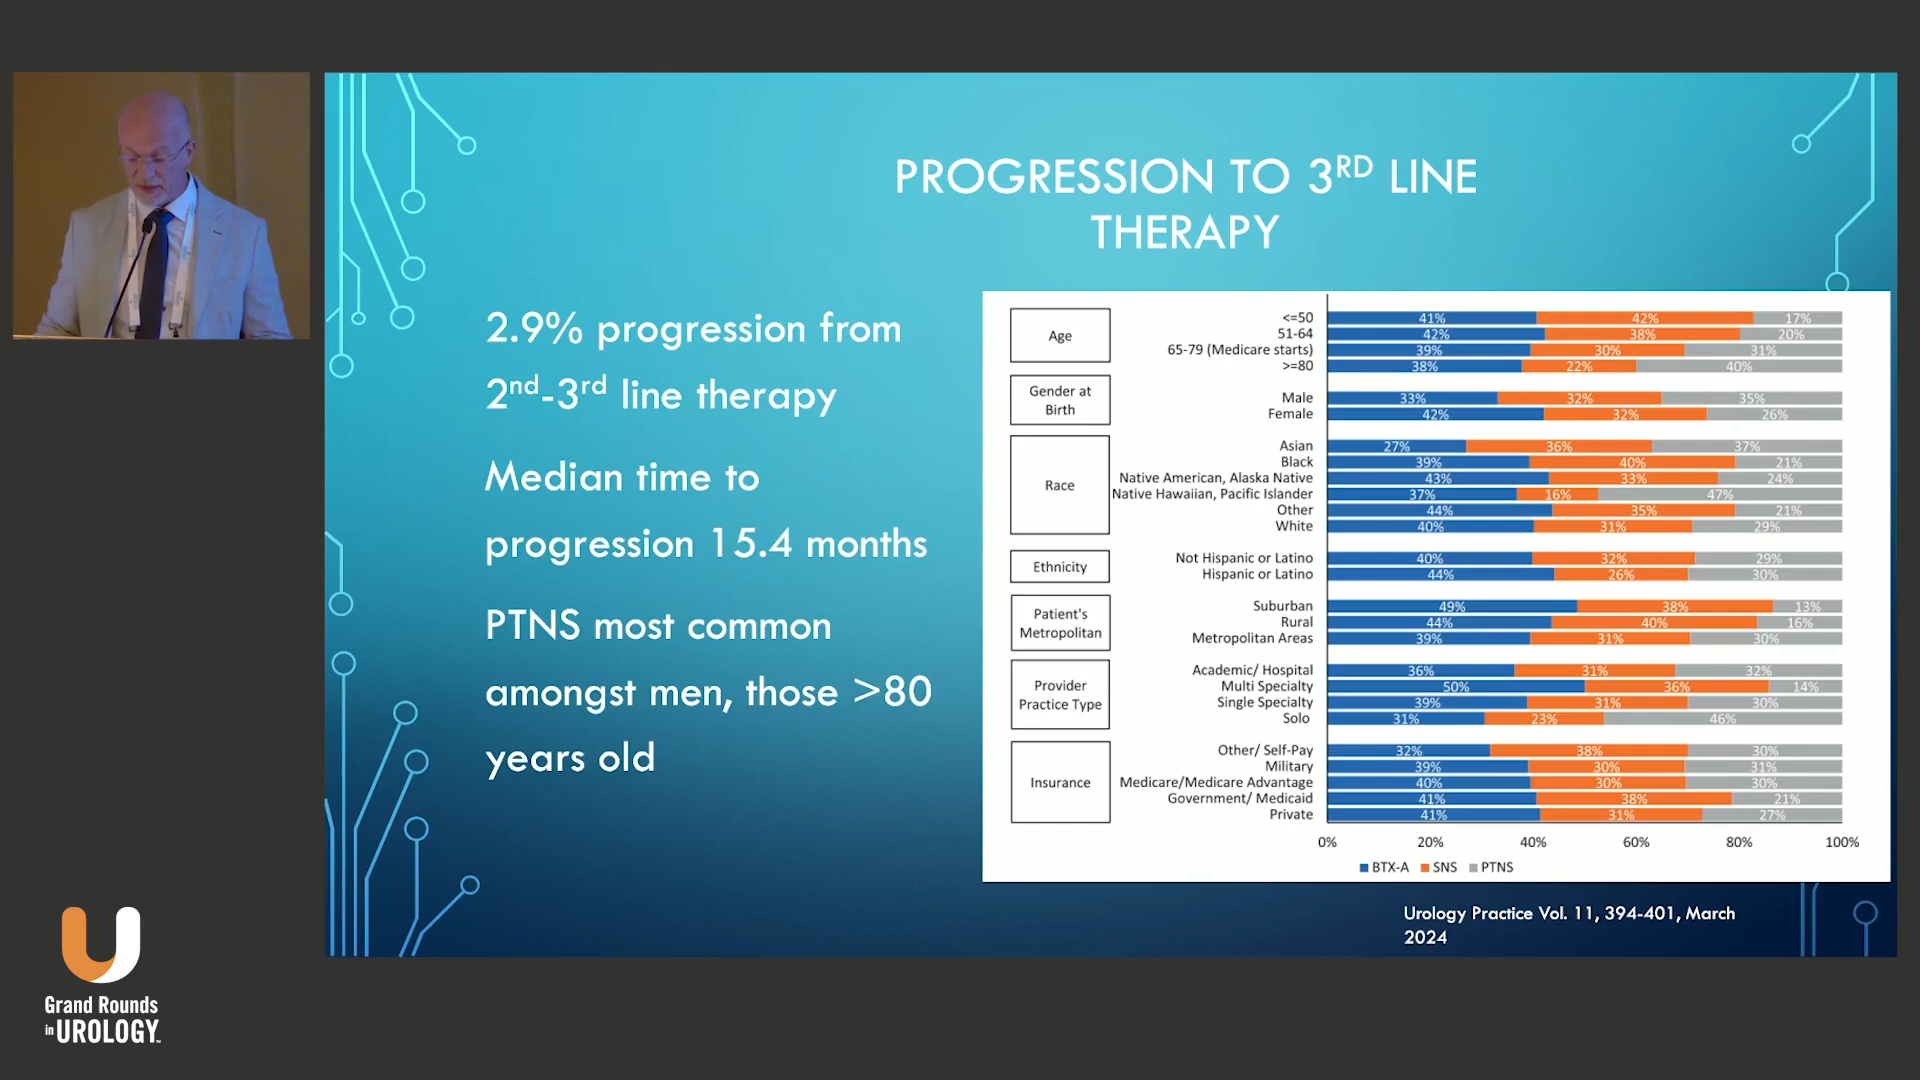 PROGRESSION TO 3RD LINE
THERAPY
2.9% progression from
2nd-3rd line therapy
Median time to
progression 15.4 months
PTNS most common
amongst men, those >80
years old
Age
<=50 41% 42% 17%
51-64 42% 38% 20%
65-79 (Medicare starts) 39% 30% 31%
>=80 38% 22% 40%
Gender at
Birth
Male 33% 32% 35%
Female 42% 32% 26%
Race
Asian 27% 36% 37%
Black 39% 40% 21%
Native American, Alaska Native 43% 33% 24%
Native Hawaiian, Pacific Islander 37% 16% 47%
Other 44% 35% 21%
White 40% 31% 29%
Ethnicity
Not Hispanic or Latino 40% 32% 29%
Hispanic or Latino 44% 26% 30%
Patient's
Metropolitan
Suburban 49% 38% 13%
Rural 44% 40% 16%
Metropolitan Areas 39% 31% 30%
Provider
Practice Type
Academic/ Hospital 36% 31% 32%
Multi Specialty 50% 36% 14%
Single Specialty 39% 31% 30%
Solo 31% 23% 46%
Insurance
Other/ Self-Pay 32% 38% 30%
Military 39% 30% 31%
Medicare/Medicare Advantage 40% 30% 30%
Government/ Medicaid 41% 38% 21%
Private 41% 31% 27%
0% 20% 40% 60% 80% 100%
BTX-A SNS PTNS
Urology Practice Vol. 11, 394-401, March
2024
Grand Rounds
in UROLOGY